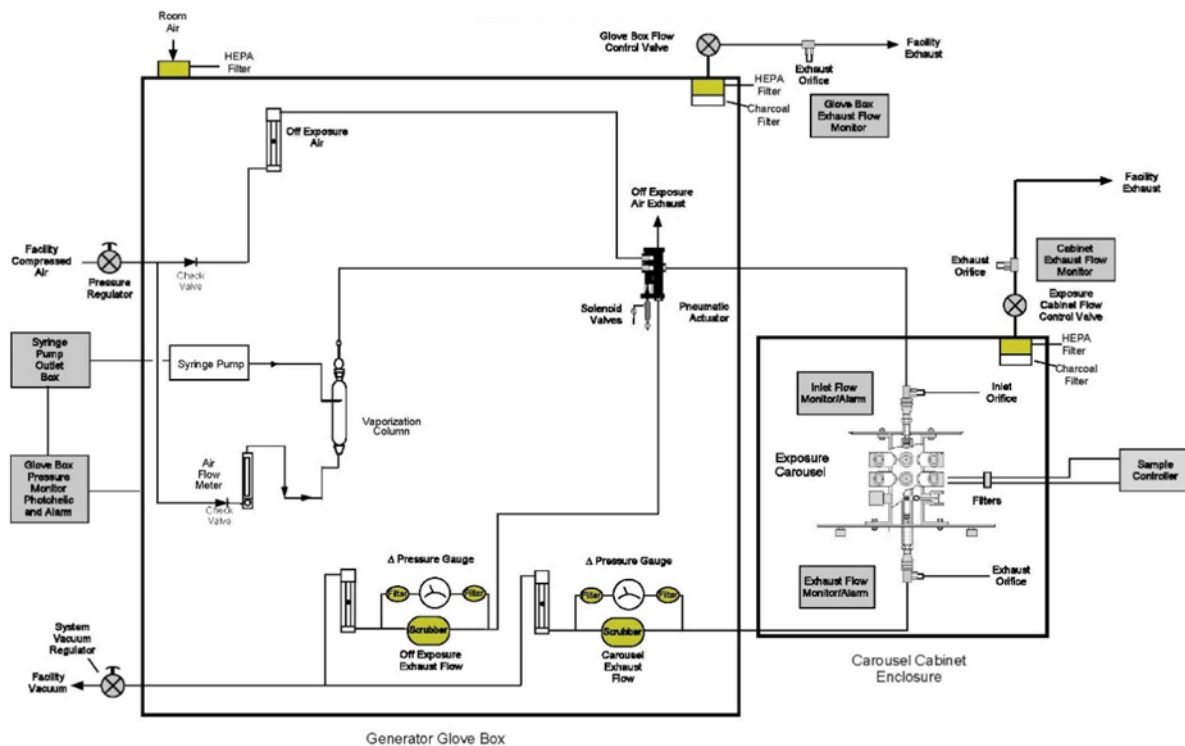 Room
Air
HEPA
Filter
Glove Box Flow
Control Valve
Facility
Exhaust
Exhaust
Orifice
HEPA
Filter
Charcoal
Filter
Glove Box
Exhaust Flow
Monitor
Off Exposure
Air
Off Exposure
Air Exhaust
Facility
Exhaust
Facility
Compressed
Air
Pressure
Regulator
Check
Valve
Exhaust
Orifice
Cabinet
Exhaust Flow
Monitor
Solenoid
Valves
Pneumatic
Actuator
Exposure
Cabinet Flow
Control Valve
Syringe
Pump
Outlet
Box
Syringe Pump
HEPA
Filter
Charcoal
Filter
Inlet Flow
Monitor/Alarm
Inlet
Orifice
Vaporization
Column
Glove Box
Pressure
Monitor
Photohelic
and Alarm
Air
Flow
Meter
Check
Valve
Exposure
Carousel
Filters
Sample
Controller
Δ Pressure Gauge
Filter
Filter
Scrubber
Off Exposure
Exhaust Flow
Δ Pressure Gauge
Filter
Filter
Scrubber
Carousel
Exhaust
Flow
Exhaust Flow
Monitor/Alarm
Exhaust
Orifice
System
Vacuum
Regulator
Facility
Vacuum
Carousel Cabinet
Enclosure
Generator Glove Box